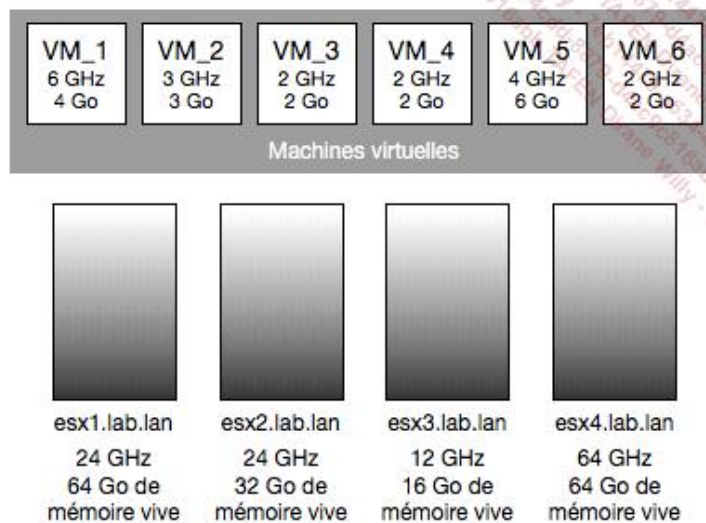 VM_1
6 GHz
4 Go
VM_2
3 GHz
3 Go
VM_3
2 GHz
2 Go
VM_4
2 GHz
2 Go
VM_5
4 GHz
6 Go
VM_6
2 GHz
2 Go
Machines virtuelles
esx1.lab.lan
24 GHz
64 Go de
mémoire vive
esx2.lab.lan
24 GHz
32 Go de
mémoire vive
esx3.lab.lan
12 GHz
16 Go de
mémoire vive
esx4.lab.lan
64 GHz
64 Go de
mémoire vive